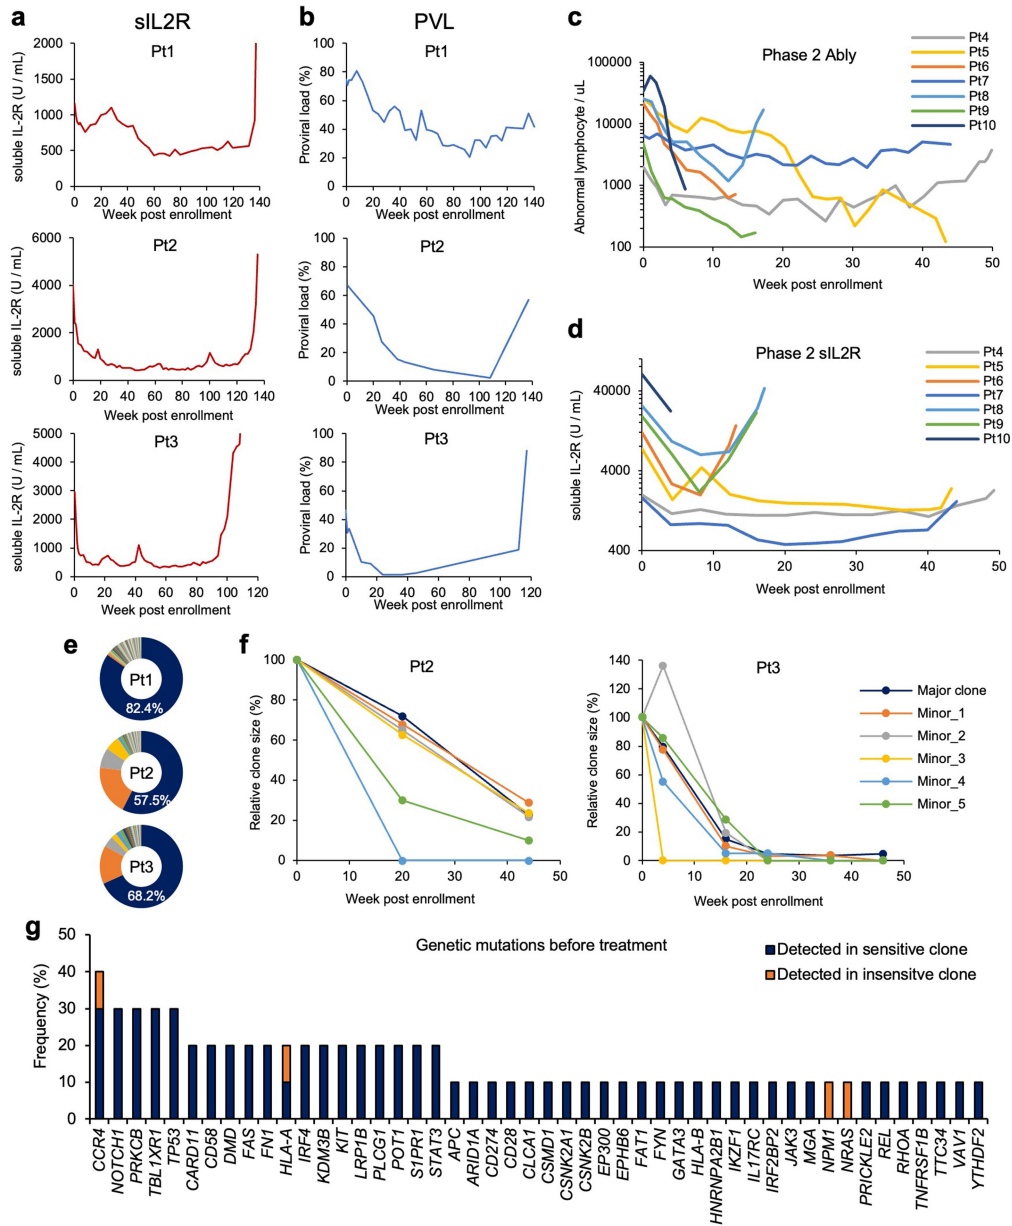 a
sIL2R
Pt1
soluble IL-2R (U / mL)
2000
1500
1000
500
0
0 20 40 60 80 100 120 140
Week post enrollment
Pt2
soluble IL-2R (U / mL)
6000
4000
2000
0
0 20 40 60 80 100 120 140
Week post enrollment
Pt3
soluble IL-2R (U / mL)
5000
4000
3000
2000
1000
0
0 20 40 60 80 100 120
Week post enrollment
b
PVL
Pt1
Proviral load (%)
100
80
60
40
20
0
0 20 40 60 80 100 120 140
Week post enrollment
Pt2
Proviral load (%)
100
80
60
40
20
0
0 20 40 60 80 100 120 140
Week post enrollment
Pt3
Proviral load (%)
100
80
60
40
20
0
0 20 40 60 80 100 120
Week post enrollment
c
Phase 2 Ably
Abnormal lymphocyte / uL
100000
10000
1000
100
0 10 20 30 40 50
Week post enrollment
Pt4
Pt5
Pt6
Pt7
Pt8
Pt9
Pt10
d
Phase 2 sIL2R
soluble IL-2R (U / mL)
40000
4000
400
0 10 20 30 40 50
Week post enrollment
Pt4
Pt5
Pt6
Pt7
Pt8
Pt9
Pt10
e
Pt1
82.4%
Pt2
57.5%
Pt3
68.2%
f
Pt2
Relative clone size (%)
100
80
60
40
20
0
0 10 20 30 40 50
Week post enrollment
Pt3
Relative clone size (%)
140
120
100
80
60
40
20
0
0 10 20 30 40 50
Week post enrollment
Major clone
Minor_1
Minor_2
Minor_3
Minor_4
Minor_5
g
Genetic mutations before treatment
Detected in sensitive clone
Detected in insensitve clone
Frequency (%)
50
40
30
20
10
0
CCR4
NOTCH1
PRKCB
TBL1XR1
TP53
CARD11
CD58
DMD
FAS
FN1
HLA-A
IRF4
KDM3B
KIT
LRP1B
PLCG1
POT1
S1PR1
STAT3
APC
ARID1A
CD274
CD28
CLCA1
CSMD1
CSNK2A1
CSNK2B
EP300
EPHB6
FAT1
FYN
GATA3
HLA-B
HNRNPA2B1
IKZF1
IL17RC
IRF2BP2
JAK3
MGA
NPM1
NRAS
PRICKLE2
REL
RHOA
TNFRSF1B
TTC34
VAV1
YTHDF2